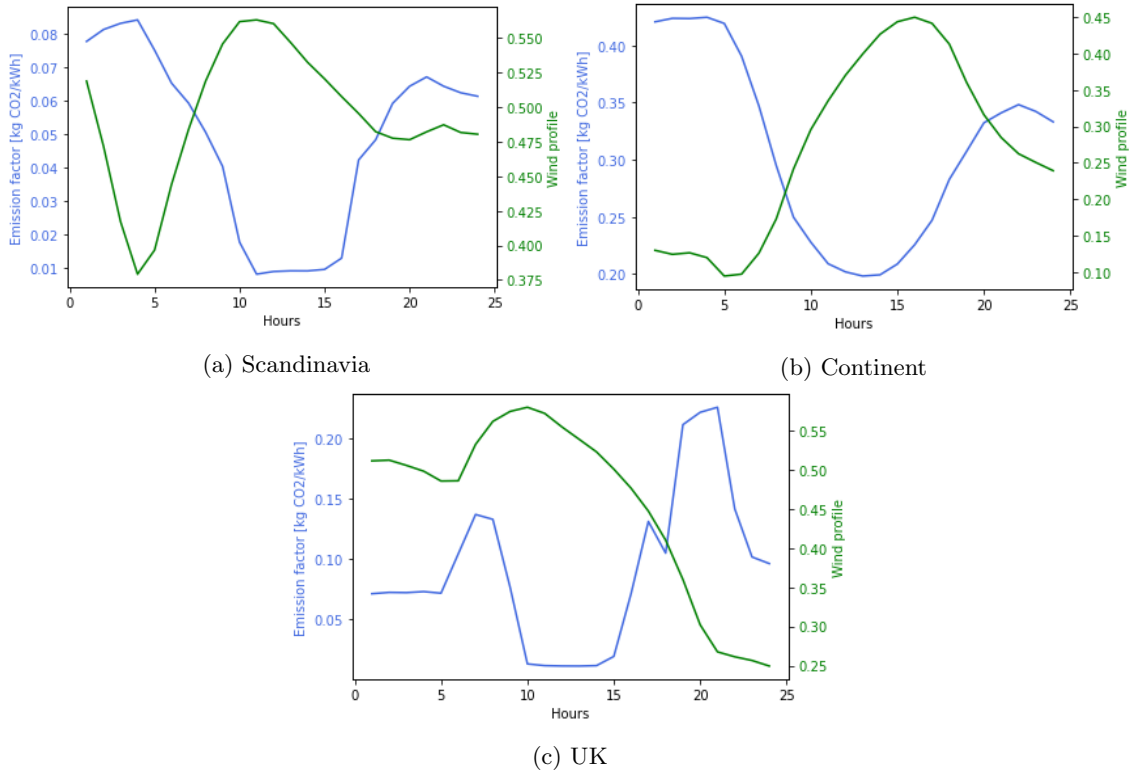 0.08
0.07
0.06
0.05
0.04
0.03
0.02
0.01
Emission factor [kg CO2/kWh]
0.550
0.525
0.500
0.475
0.450
0.425
0.400
0.375
Wind profile
0 5 10 15 20 25
Hours
(a) Scandinavia
0.40
0.35
0.30
0.25
0.20
Emission factor [kg CO2/kWh]
0.45
0.40
0.35
0.30
0.25
0.20
0.15
0.10
Wind profile
0 5 10 15 20 25
Hours
(b) Continent
0.20
0.15
0.10
0.05
Emission factor [kg CO2/kWh]
0.55
0.50
0.45
0.40
0.35
0.30
0.25
Wind profile
0 5 10 15 20 25
Hours
(c) UK